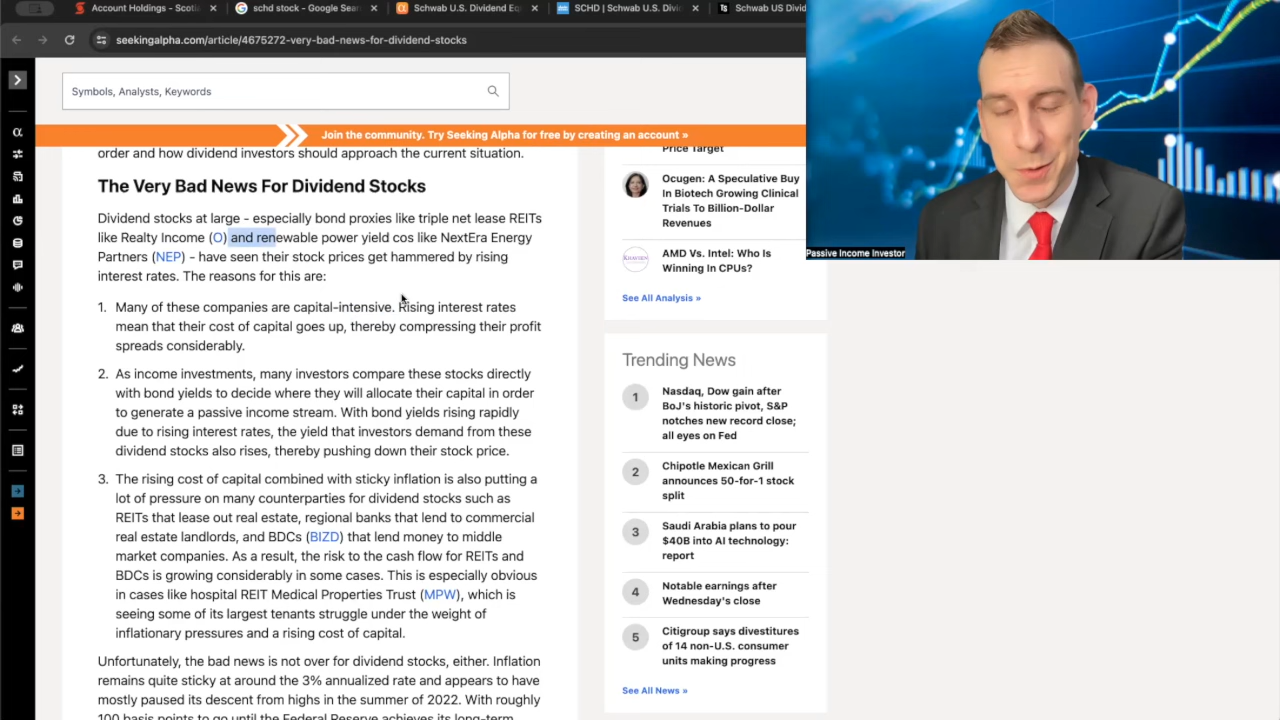 Account Holdings - Scotia
schd stock - Google Sear
Schwab U.S. Dividend Eq
SCHD | Schwab U.S. Divi
Schwab US Divi
seekingalpha.com/article/4675272-very-bad-news-for-dividend-stocks
Symbols, Analysts, Keywords
Join the community. Try Seeking Alpha for free by creating an account »
order and how dividend investors should approach the current situation.
The Very Bad News For Dividend Stocks
Dividend stocks at large - especially bond proxies like triple net lease REITs
like Realty Income (O) and renewable power yield cos like NextEra Energy
Partners (NEP) - have seen their stock prices get hammered by rising
interest rates. The reasons for this are:
1. Many of these companies are capital-intensive. Rising interest rates
mean that their cost of capital goes up, thereby compressing their profit
spreads considerably.
2. As income investments, many investors compare these stocks directly
with bond yields to decide where they will allocate their capital in order
to generate a passive income stream. With bond yields rising rapidly
due to rising interest rates, the yield that investors demand from these
dividend stocks also rises, thereby pushing down their stock price.
3. The rising cost of capital combined with sticky inflation is also putting a
lot of pressure on many counterparties for dividend stocks such as
REITs that lease out real estate, regional banks that lend to commercial
real estate landlords, and BDCs (BIZD) that lend money to middle
market companies. As a result, the risk to the cash flow for REITs and
BDCs is growing considerably in some cases. This is especially obvious
in cases like hospital REIT Medical Properties Trust (MPW), which is
seeing some of its largest tenants struggle under the weight of
inflationary pressures and a rising cost of capital.
Unfortunately, the bad news is not over for dividend stocks, either. Inflation
remains quite sticky at around the 3% annualized rate and appears to have
mostly paused its descent from highs in the summer of 2022. With roughly
100 basis points to go until the Federal Reserve achieves its long-term
Price Target
Ocugen: A Speculative Buy
In Biotech Growing Clinical
Trials To Billion-Dollar
Revenues
AMD Vs. Intel: Who Is
Winning In CPUs?
See All Analysis »
Trending News
1 Nasdaq, Dow gain after
BoJ's historic pivot, S&P
notches new record close;
all eyes on Fed
2 Chipotle Mexican Grill
announces 50-for-1 stock
split
3 Saudi Arabia plans to pour
$40B into AI technology:
report
4 Notable earnings after
Wednesday's close
5 Citigroup says divestitures
of 14 non-U.S. consumer
units making progress
See All News »
Passive Income Investor